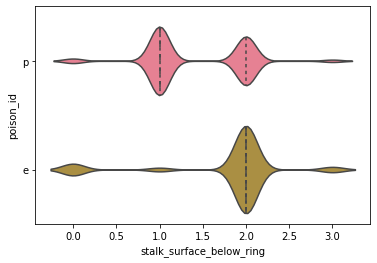 p
e
poison_id
0.0 0.5 1.0 1.5 2.0 2.5 3.0
stalk_surface_below_ring